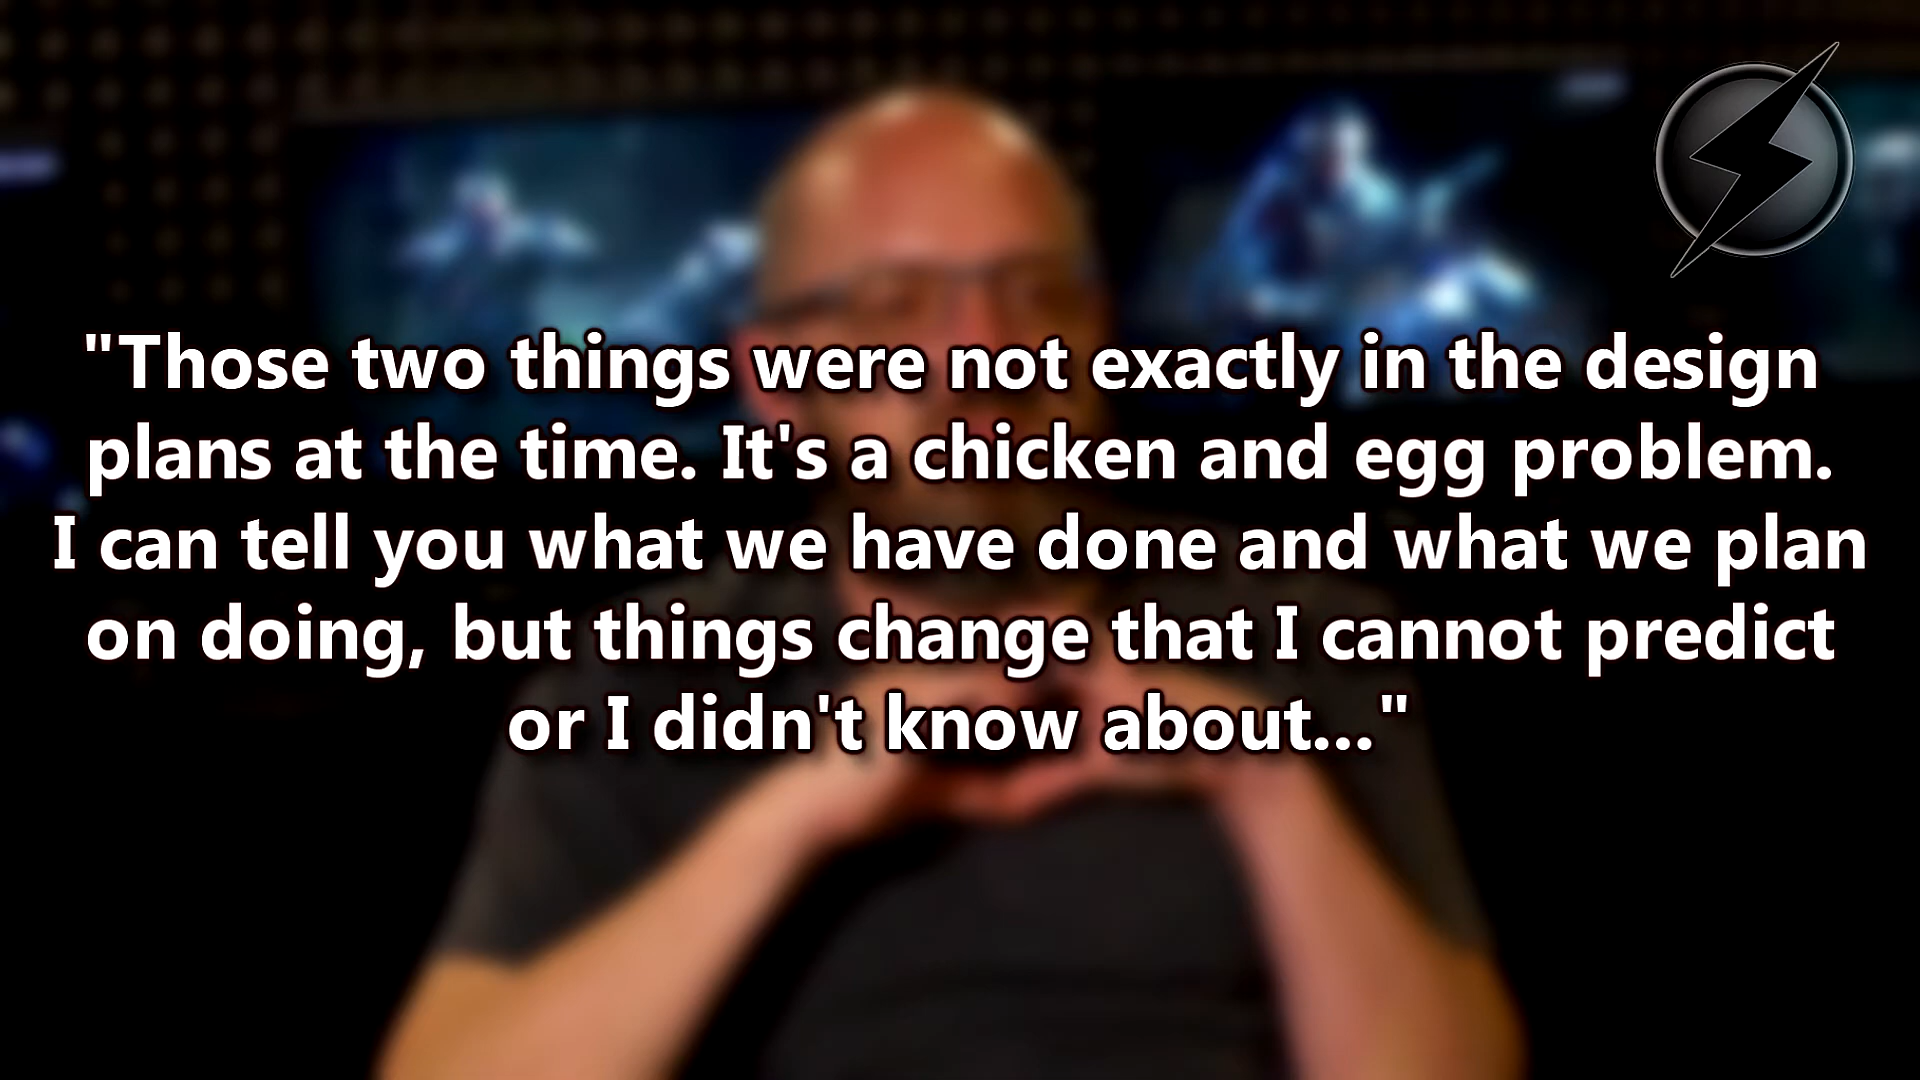 "Those two things were not exactly in the design
plans at the time. It's a chicken and egg problem.
I can tell you what we have done and what we plan
on doing, but things change that I cannot predict
or I didn't know about..."